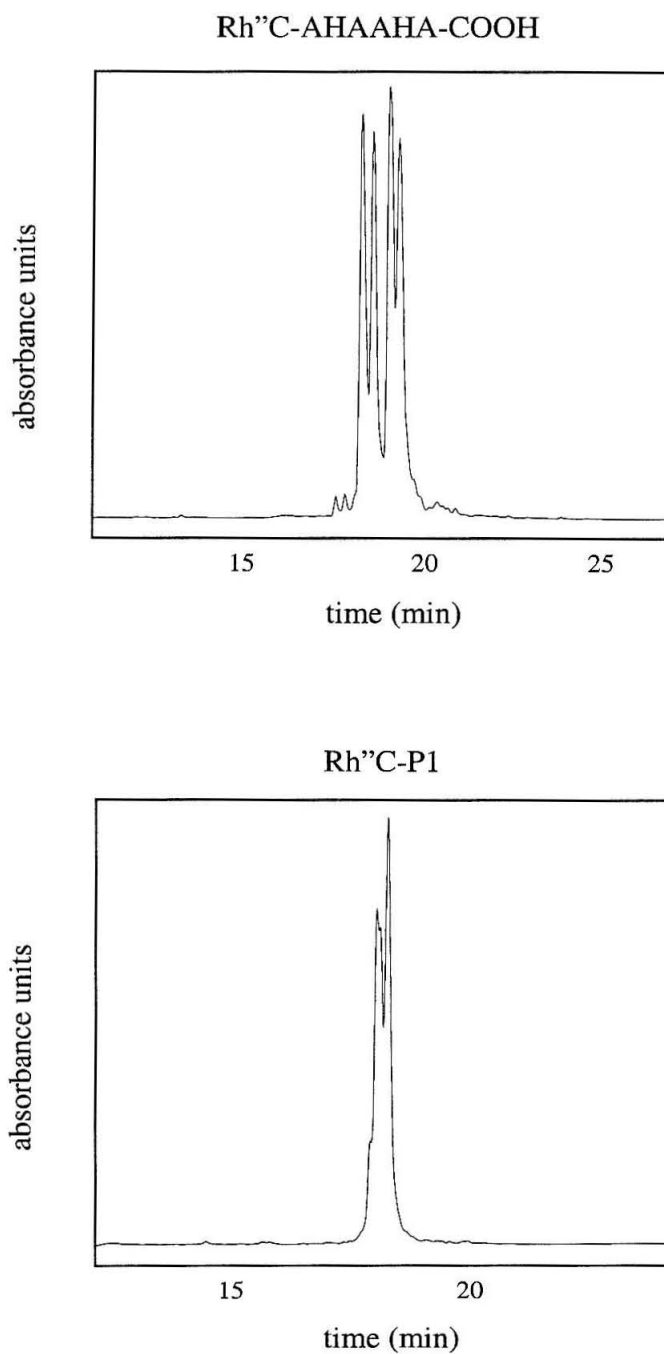 Rh”C-AHAAHA-COOH
absorbance units
15 20 25
time (min)
Rh”C-P1
absorbance units
15 20
time (min)